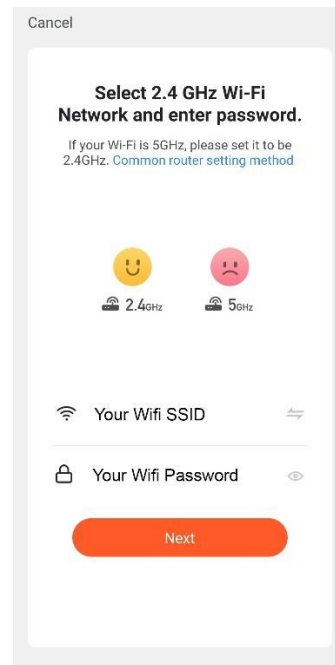 Cancel
Select 2.4 GHz Wi-Fi
Network and enter password.
If your Wi-Fi is 5GHz, please set it to be
2.4GHz. Common router setting method
2.4GHz 5GHz
Your Wifi SSID
Your Wifi Password
Next